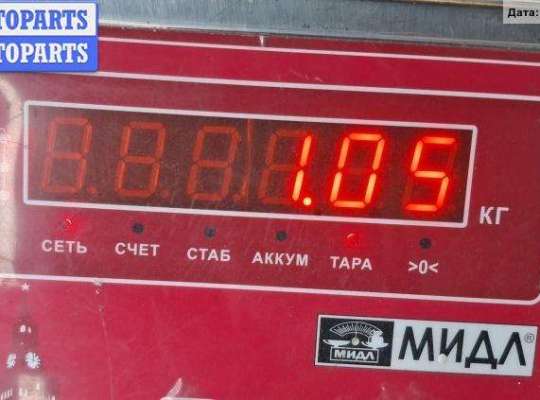 TOPARTS
TOPARTS
Дата:
1.05
КГ
СЕТЬ СЧЕТ СТАБ АККУМ ТАРА >0<
МИДЛ МИДЛ®